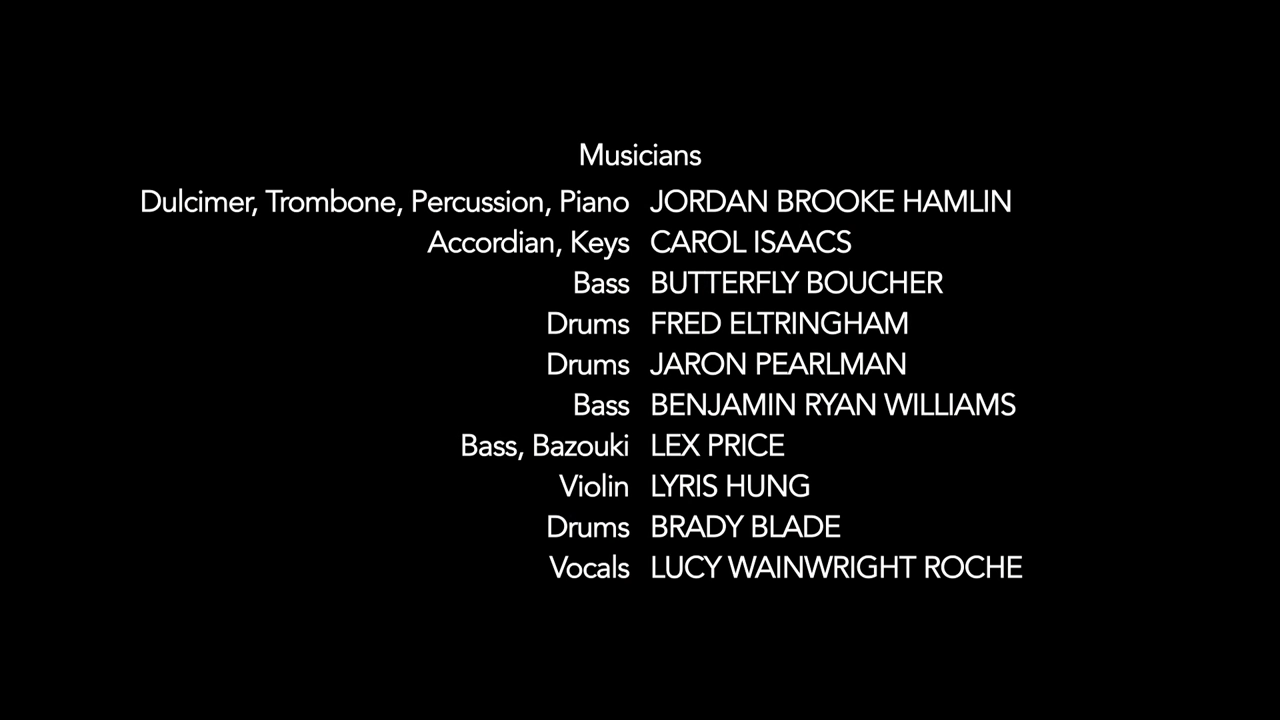 Musicians
Dulcimer, Trombone, Percussion, Piano JORDAN BROOKE HAMLIN
Accordian, Keys CAROL ISAACS
Bass BUTTERFLY BOUCHER
Drums FRED ELTRINGHAM
Drums JARON PEARLMAN
Bass BENJAMIN RYAN WILLIAMS
Bass, Bazouki LEX PRICE
Violin LYRIS HUNG
Drums BRADY BLADE
Vocals LUCY WAINWRIGHT ROCHE